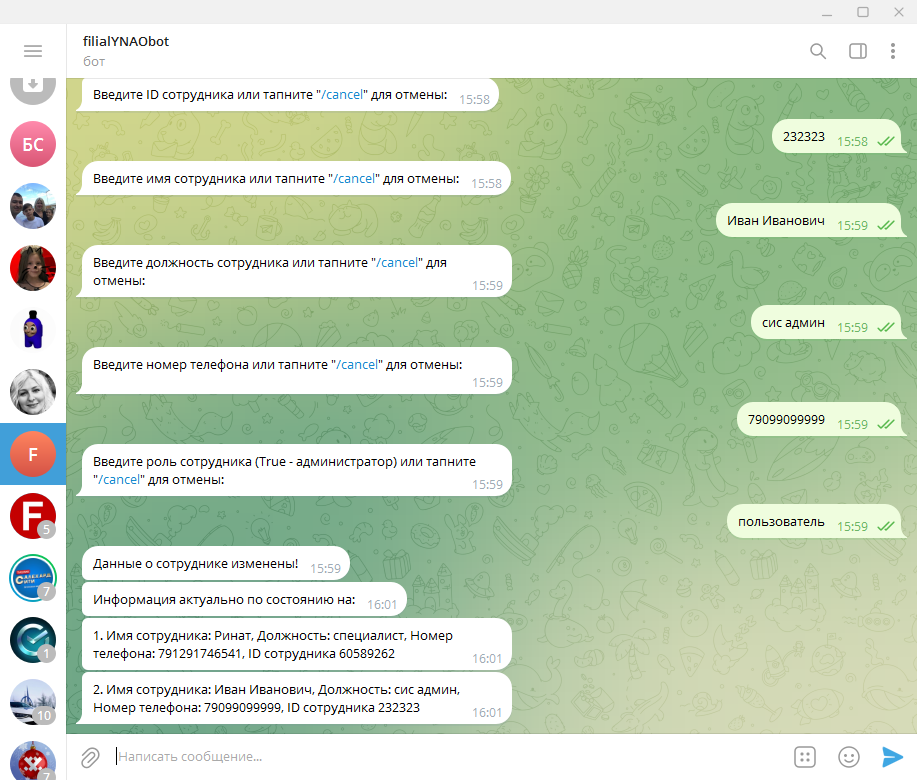 filialYNAObot
бот
Введите ID сотрудника или тапните "/cancel" для отмены: 15:58
232323 15:58
Введите имя сотрудника или тапните "/cancel" для отмены: 15:58
Иван Иванович 15:59
Введите должность сотрудника или тапните "/cancel" для
отмены: 15:59
сис админ 15:59
Введите номер телефона или тапните "/cancel" для отмены:
15:59
79099099999 15:59
Введите роль сотрудника (True - администратор) или тапните
"/cancel" для отмены: 15:59
пользователь 15:59
Данные о сотруднике изменены! 15:59
Информация актуально по состоянию на: 16:01
1. Имя сотрудника: Ринат, Должность: специалист, Номер
телефона: 791291746541, ID сотрудника 60589262 16:01
2. Имя сотрудника: Иван Иванович, Должность: сис админ,
Номер телефона: 79099099999, ID сотрудника 232323 16:01
Написать сообщение...
БС
F
F
5
САЛЕХАРД
СИТИ
7
1
10
7